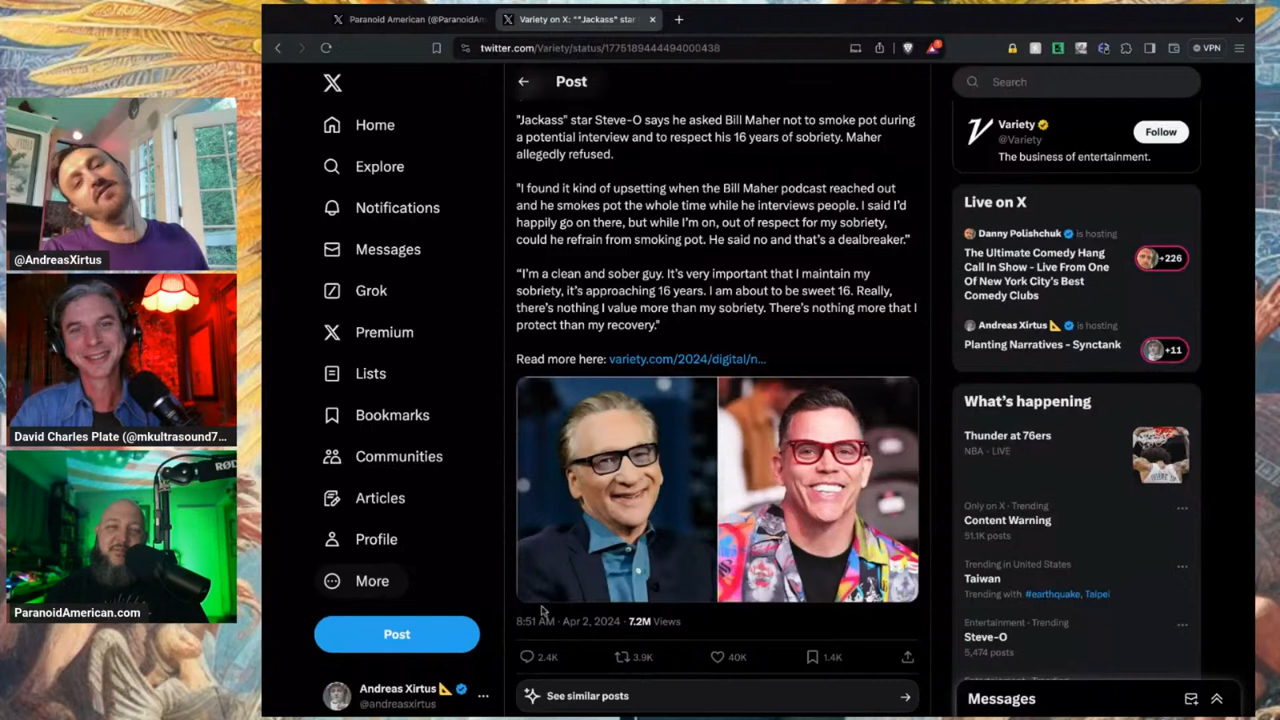 Paranoid American (@ParanoidAm
Variety on X: ""Jackass" star
twitter.com/Variety/status/1775189444494000438
VPN
@AndreasXirtus
David Charles Plate (@mkultrasound7...
RØD
ParanoidAmerican.com
Home
Explore
Notifications
Messages
Grok
Premium
Lists
Bookmarks
Communities
Articles
Profile
More
Post
Andreas Xirtus
@andreasxirtus
Post
"Jackass" star Steve-O says he asked Bill Maher not to smoke pot during
a potential interview and to respect his 16 years of sobriety. Maher
allegedly refused.
"I found it kind of upsetting when the Bill Maher podcast reached out
and he smokes pot the whole time while he interviews people. I said I'd
happily go on there, but while I'm on, out of respect for my sobriety,
could he refrain from smoking pot. He said no and that's a dealbreaker."
"I'm a clean and sober guy. It's very important that I maintain my
sobriety, it's approaching 16 years. I am about to be sweet 16. Really,
there's nothing I value more than my sobriety. There's nothing more that I
protect than my recovery."
Read more here: variety.com/2024/digital/n...
8:51 AM · Apr 2, 2024 · 7.2M Views
2.4K 3.9K 40K 1.4K
See similar posts
Search
Variety
@Variety
Follow
The business of entertainment.
Live on X
Danny Polishchuk is hosting
The Ultimate Comedy Hang
Call In Show - Live From One
Of New York City's Best
Comedy Clubs
+226
Andreas Xirtus is hosting
Planting Narratives - Synctank
+11
What's happening
Thunder at 76ers
NBA - LIVE
Only on X · Trending
Content Warning
51.1K posts
Trending in United States
Taiwan
Trending with #earthquake, Taipei
Entertainment · Trending
Steve-O
5,474 posts
Messages